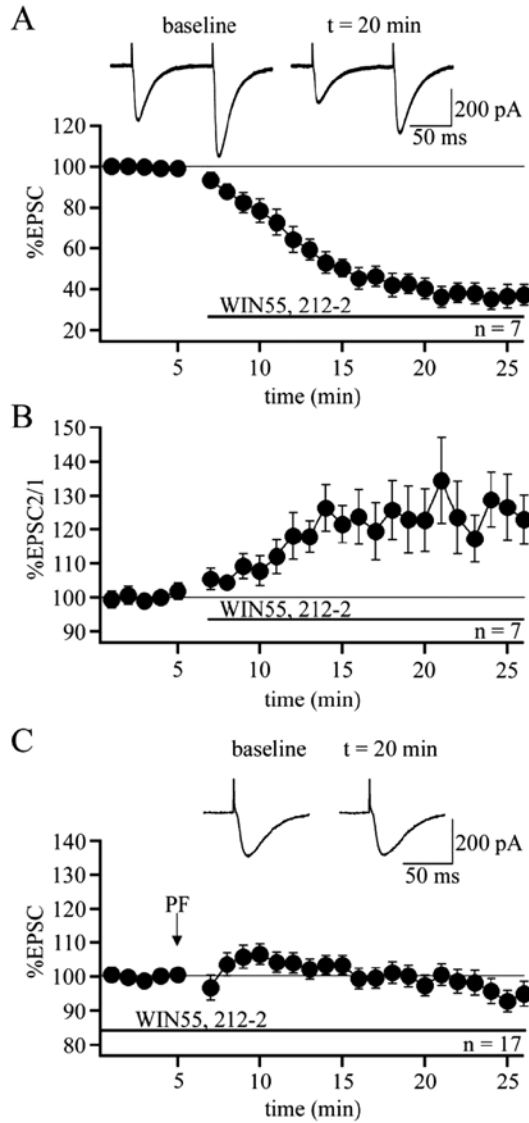 A
baseline t = 20 min
200 pA
50 ms
120
100
80
60
40
20
%EPSC
WIN55, 212-2
n = 7
5 10 15 20 25
time (min)
B
150
140
130
120
110
100
90
%EPSC2/1
WIN55, 212-2
n = 7
5 10 15 20 25
time (min)
C
baseline t = 20 min
200 pA
50 ms
140
130
120
110
100
90
80
%EPSC
PF
WIN55, 212-2
n = 17
5 10 15 20 25
time (min)